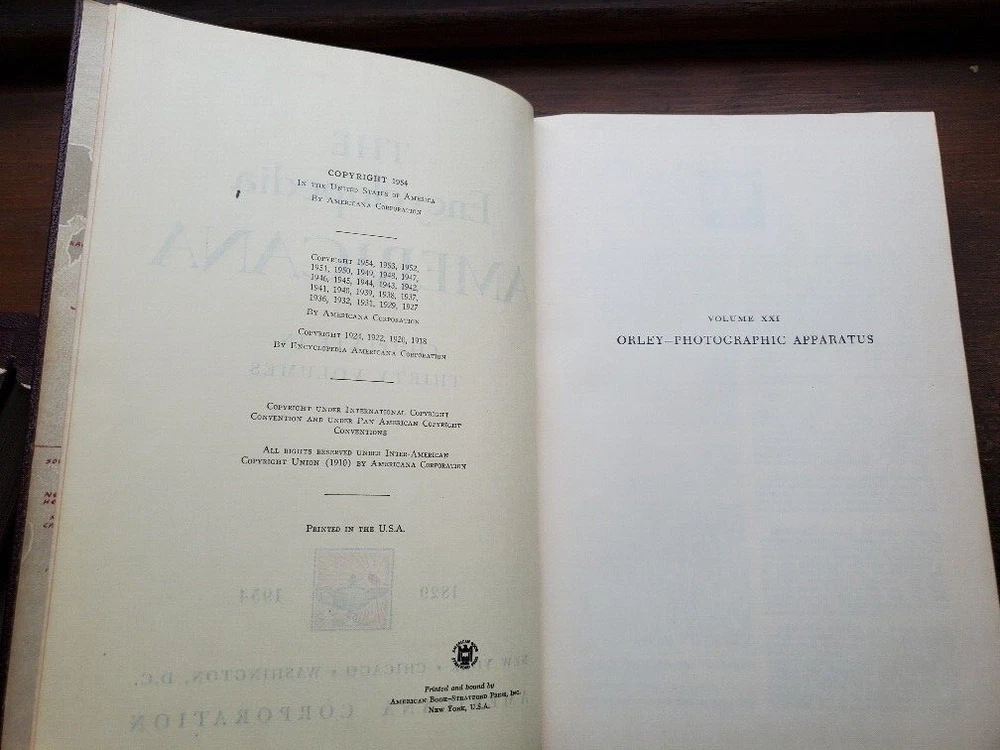 COPYRIGHT 1954
IN THE UNITED STATES OF AMERICA
BY AMERICANA CORPORATION
COPYRIGHT 1954, 1953, 1952,
1951, 1950, 1949, 1948, 1947,
1946, 1945, 1944, 1943, 1942,
1941, 1940, 1939, 1938, 1937,
1936, 1932, 1931, 1929, 1927
BY AMERICANA CORPORATION
COPYRIGHT 1924, 1922, 1920, 1918
BY ENCYCLOPEDIA AMERICANA CORPORATION
COPYRIGHT UNDER INTERNATIONAL COPYRIGHT
CONVENTION AND UNDER PAN AMERICAN COPYRIGHT
CONVENTIONS
ALL RIGHTS RESERVED UNDER INTER-AMERICAN
COPYRIGHT UNION (1910) BY AMERICANA CORPORATION
PRINTED IN THE U.S.A.
Printed and bound by
AMERICAN BOOK–STRATFORD PRESS, INC.
NEW YORK, U.S.A.
VOLUME XXI
ORLEY—PHOTOGRAPHIC APPARATUS